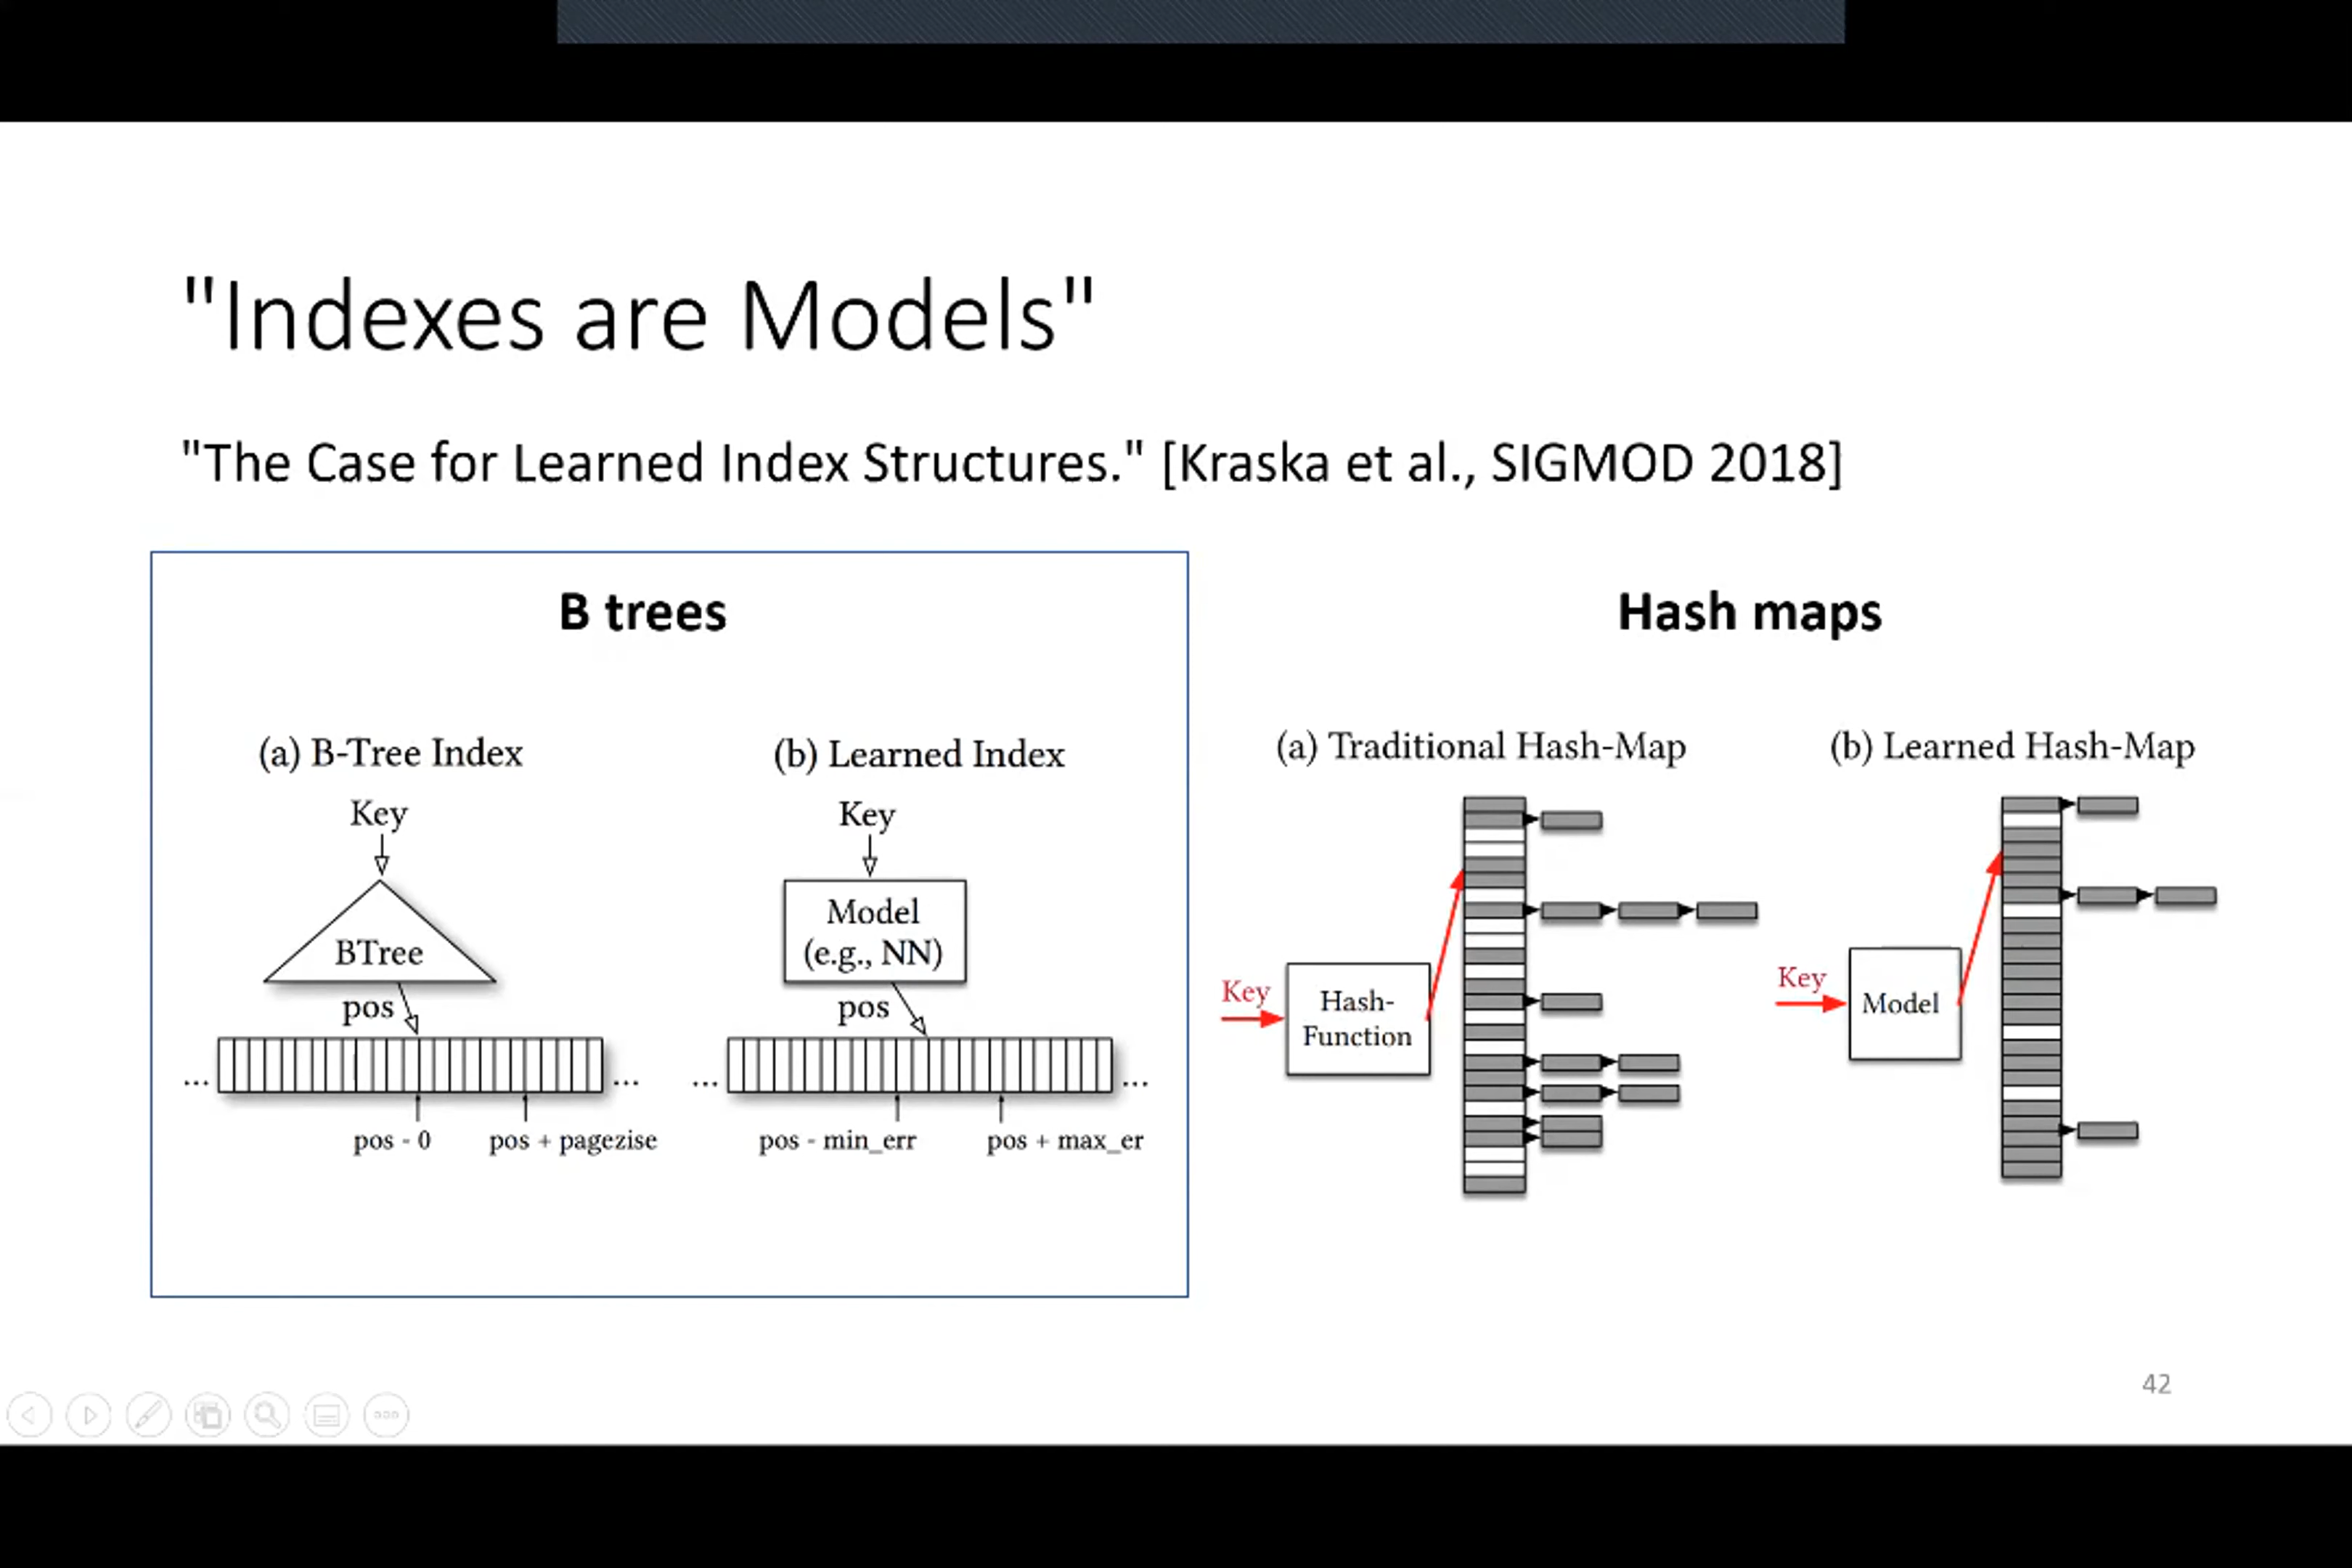 "Indexes are Models"
"The Case for Learned Index Structures." [Kraska et al., SIGMOD 2018]
B trees
(a) B-Tree Index
Key
BTree
pos
...
...
pos - 0
pos + pagezise
(b) Learned Index
Key
Model
(e.g., NN)
pos
...
...
pos - min_err
pos + max_er
Hash maps
(a) Traditional Hash-Map
Key
Hash-
Function
(b) Learned Hash-Map
Key
Model
42